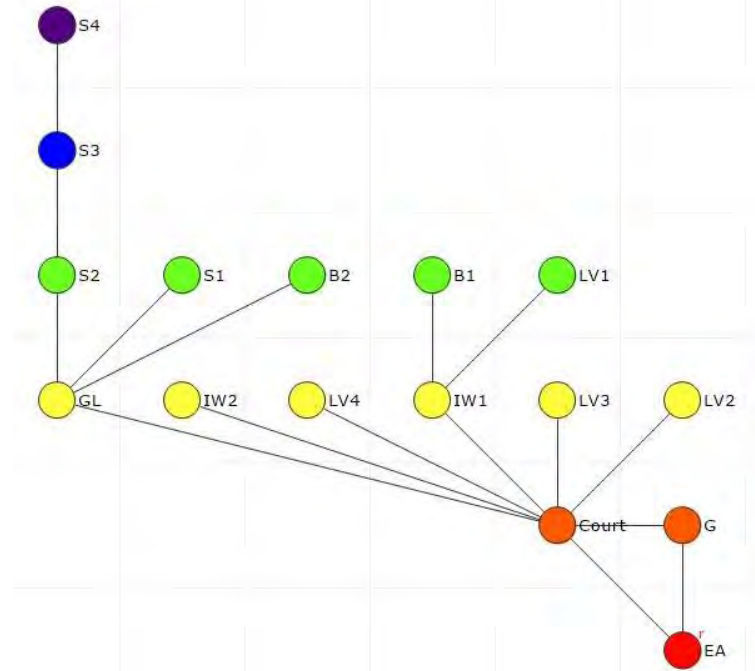 S4
S3
S2 S1 B2 B1 LV1
GL IW2 LV4 IW1 LV3 LV2
Court G
r
EA